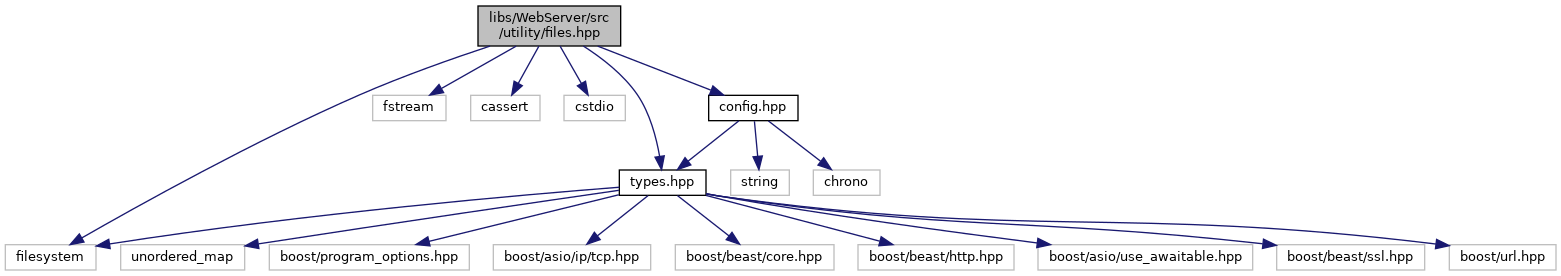 libs/WebServer/src
/utility/files.hpp
fstream
cassert
cstdio
config.hpp
types.hpp
string
chrono
filesystem
unordered_map
boost/program_options.hpp
boost/asio/ip/tcp.hpp
boost/beast/core.hpp
boost/beast/http.hpp
boost/asio/use_awaitable.hpp
boost/beast/ssl.hpp
boost/url.hpp